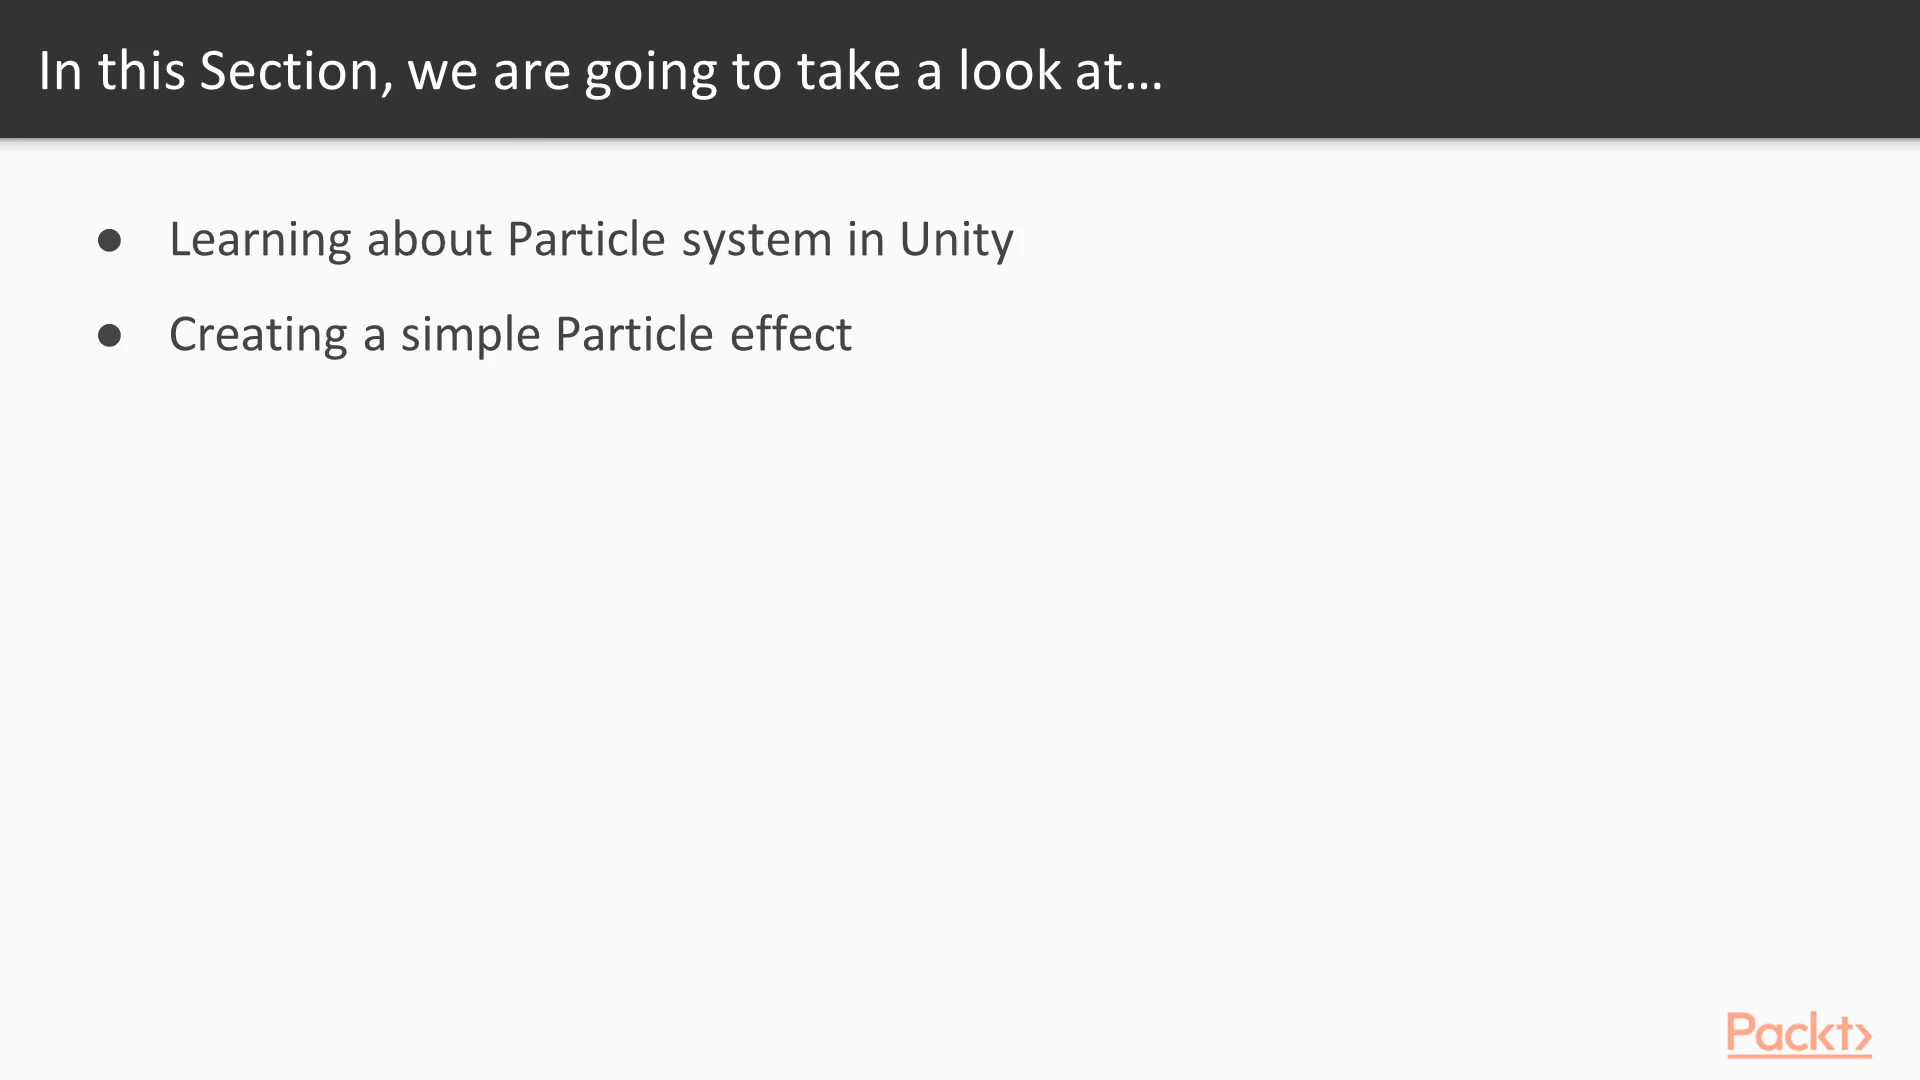 In this Section, we are going to take a look at...
● Learning about Particle system in Unity
● Creating a simple Particle effect
Packt>